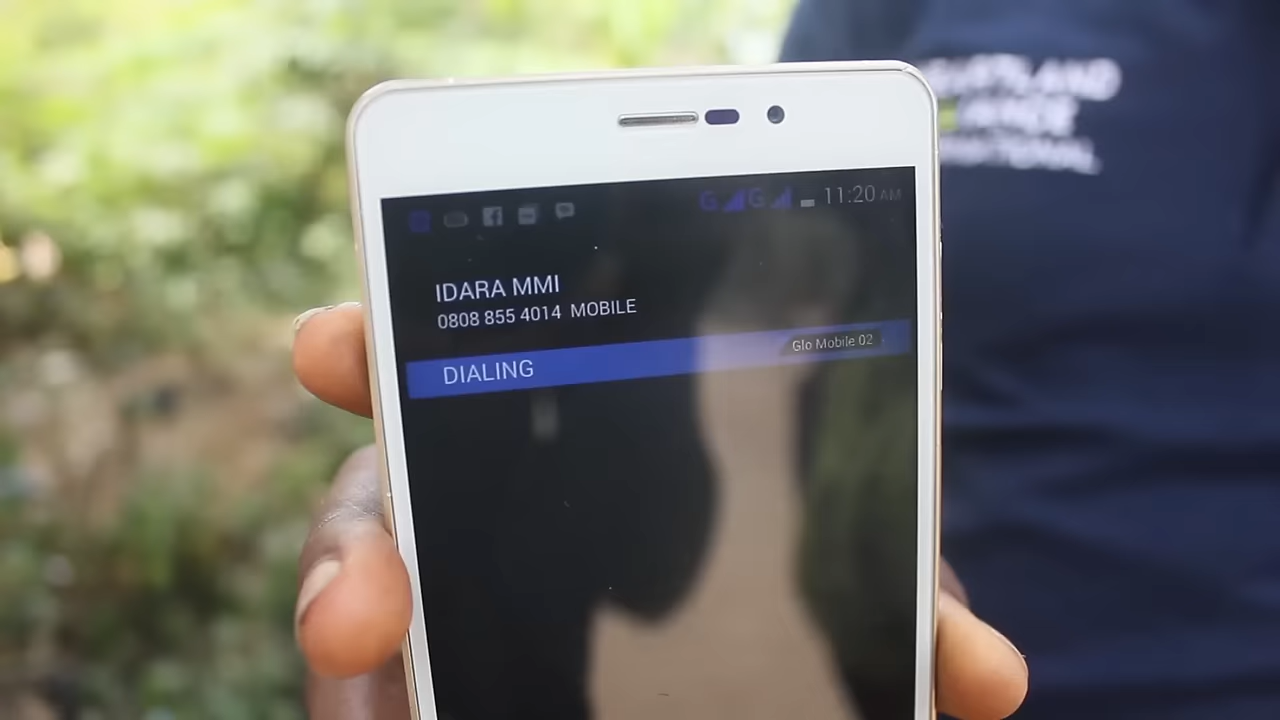 G G 11:20 AM
IDARA MMI
0808 855 4014 MOBILE
Glo Mobile 02
DIALING